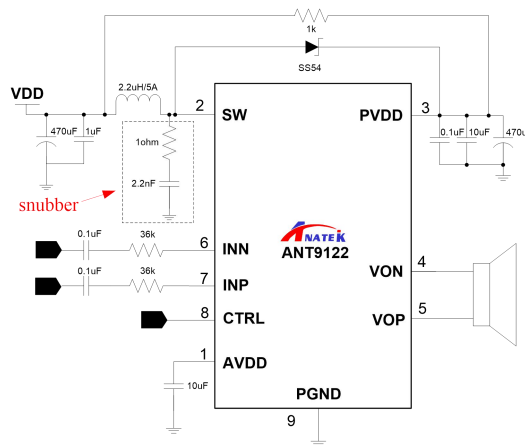 1k
SS54
2.2uH/5A
VDD
2
SW
PVDD
3
470uF
1uF
1ohm
2.2nF
0.1uF
10uF
470u
snubber
ANATEK
ANT9122
0.1uF
36k
6
INN
VON
4
0.1uF
36k
7
INP
VOP
5
8
CTRL
1
AVDD
10uF
PGND
9